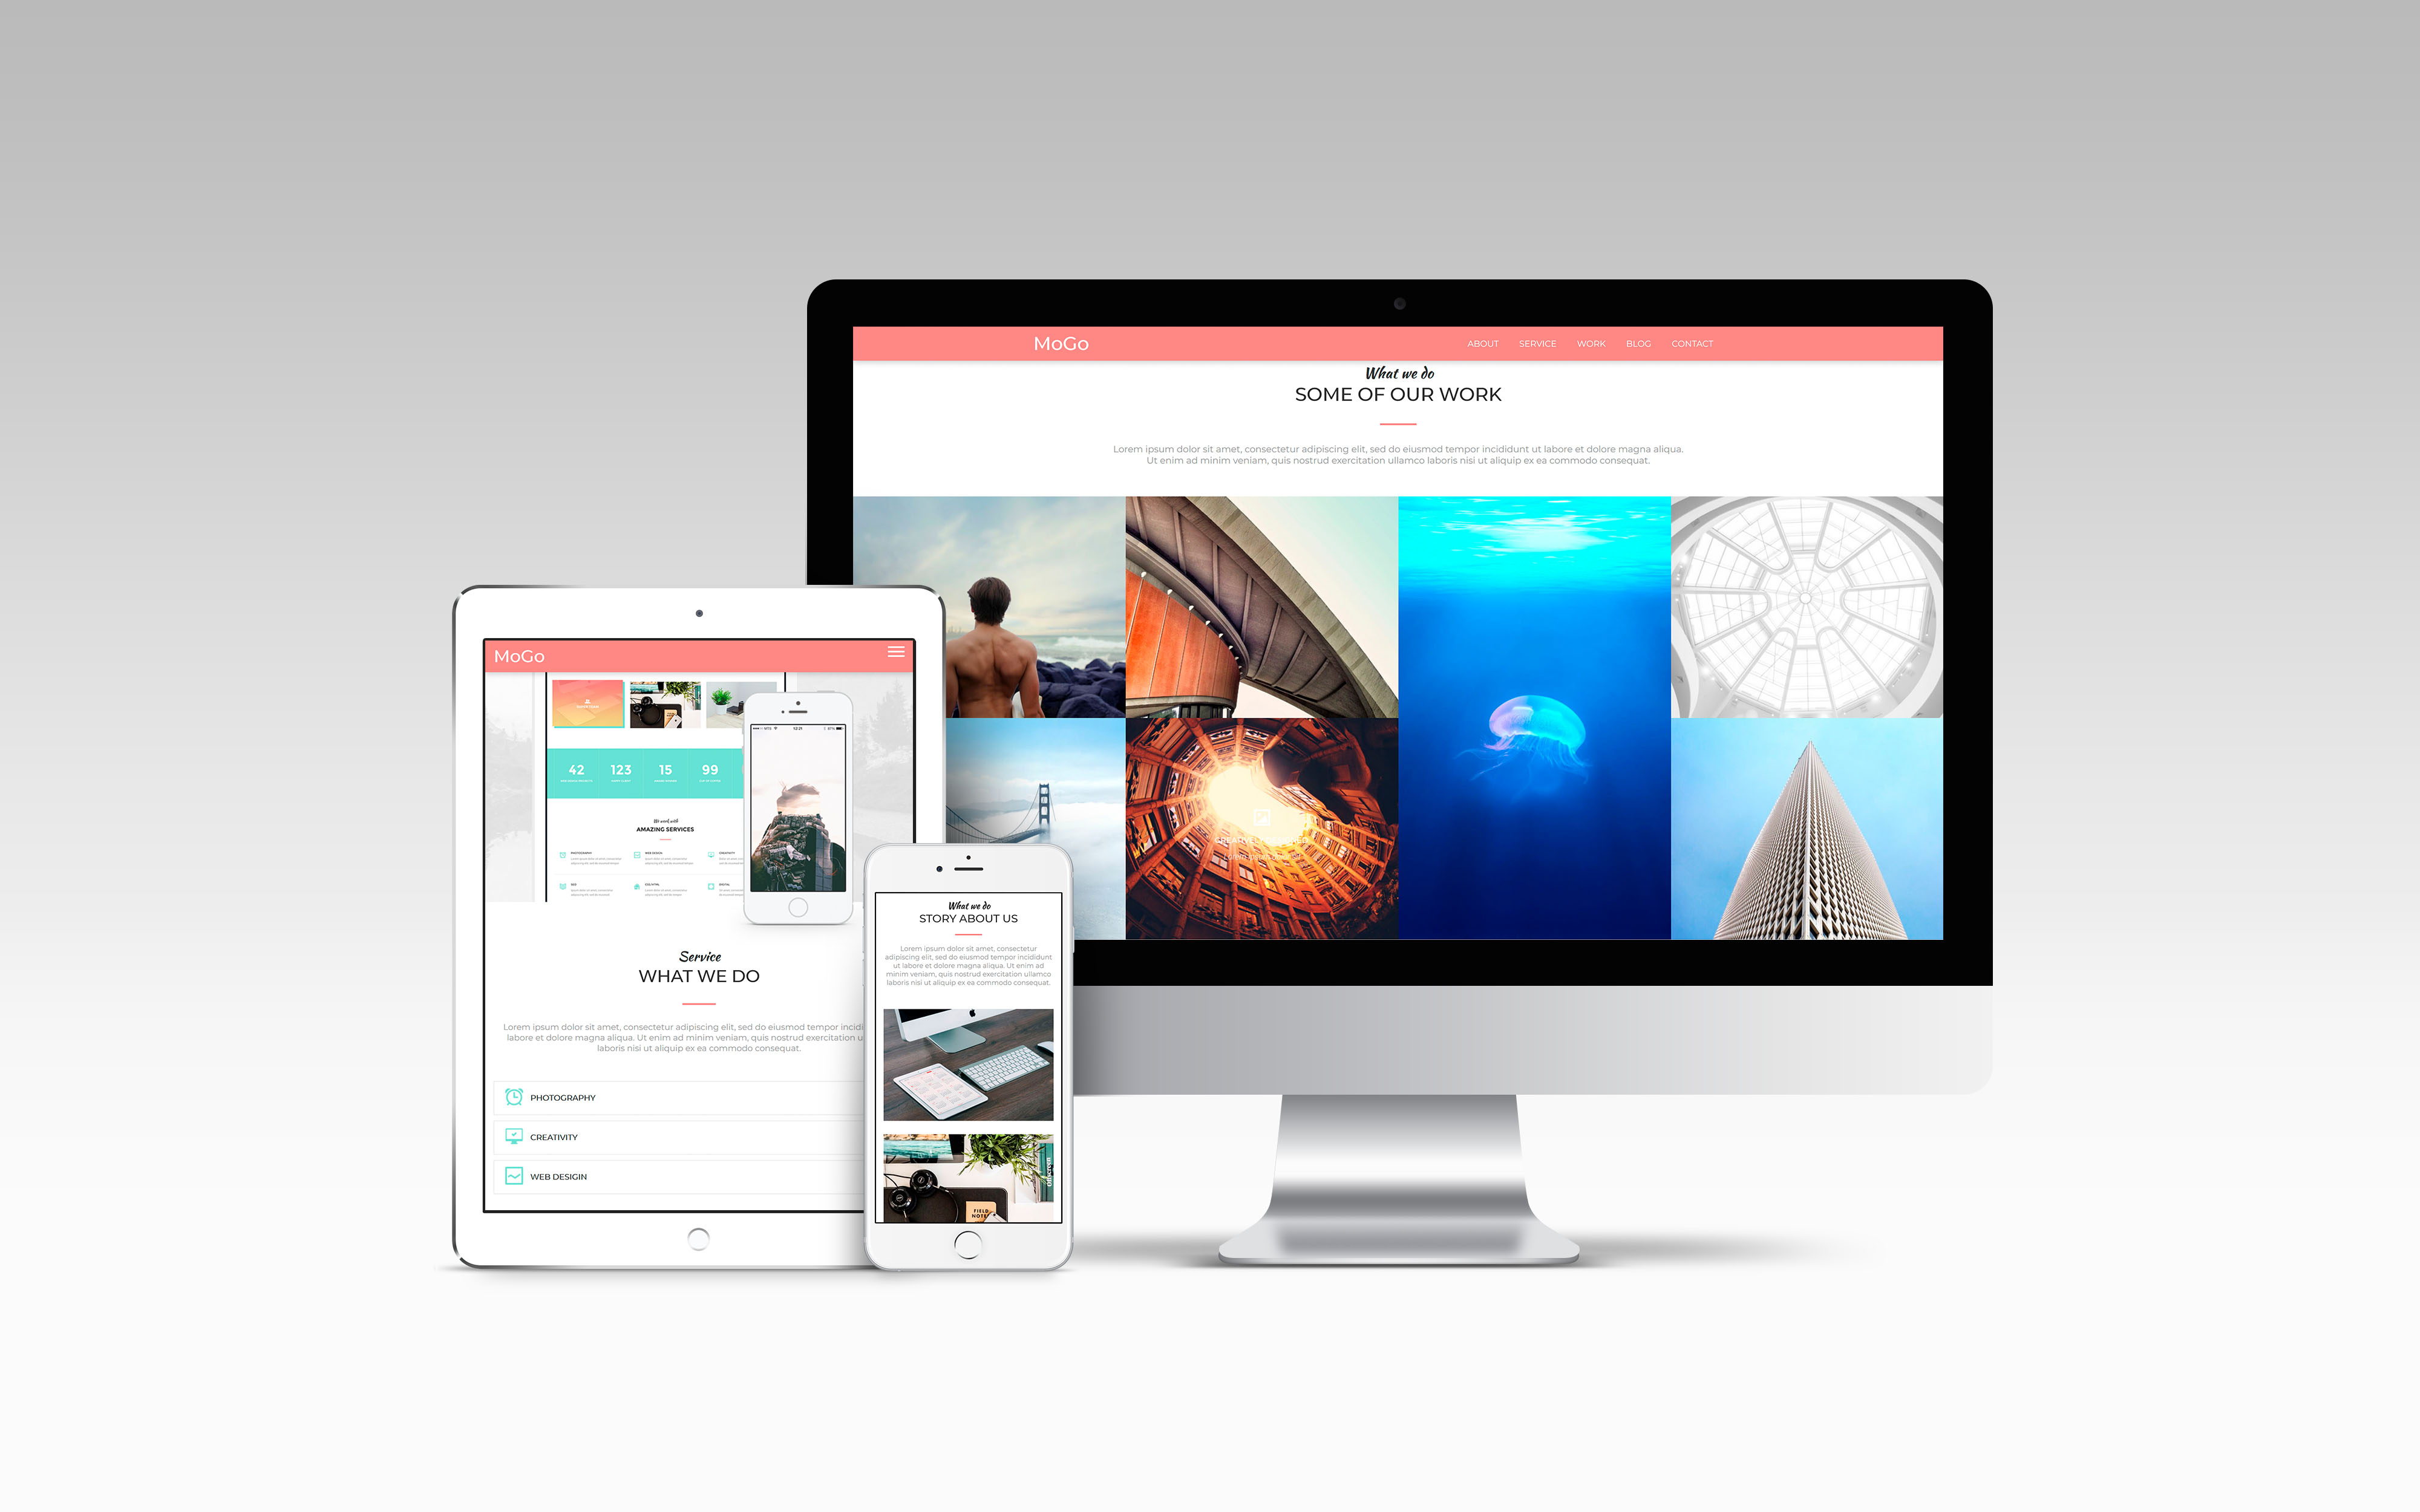 MoGo
ABOUT SERVICE WORK BLOG CONTACT
What we do
SOME OF OUR WORK
Lorem ipsum dolor sit amet, consectetur adipiscing elit, sed do eiusmod tempor incididunt ut labore et dolore magna aliqua.
Ut enim ad minim veniam, quis nostrud exercitation ullamco laboris nisi ut aliquip ex ea commodo consequat.
MoGo
42 123 15 99
12:21
We work with
AMAZING SERVICES
PHOTOGRAPHY WEB DESIGN CREATIVITY
Service
WHAT WE DO
Lorem ipsum dolor sit amet, consectetur adipiscing elit, sed do eiusmod tempor incidi
labore et dolore magna aliqua. Ut enim ad minim veniam, quis nostrud exercitation u
laboris nisi ut aliquip ex ea commodo consequat.
PHOTOGRAPHY
CREATIVITY
WEB DESIGIN
What we do
STORY ABOUT US
Lorem ipsum dolor sit amet, consectetur
adipiscing elit, sed do eiusmod tempor incididunt
ut labore et dolore magna aliqua. Ut enim ad
minim veniam, quis nostrud exercitation ullamco
laboris nisi ut aliquip ex ea commodo consequat.
FIELD
NOTE